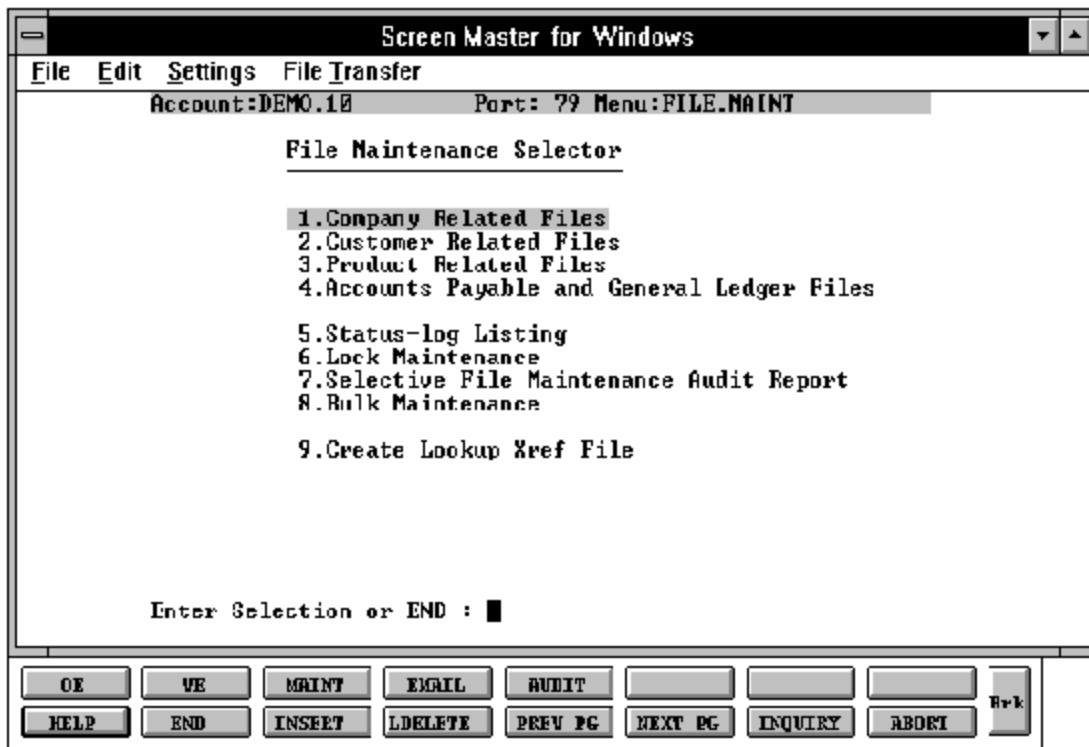 Screen Master for Windows
File Edit Settings File Transfer
Account:DEMO.10 Port: 79 Menu:FILE.MAINT
File Maintenance Selector
1.Company Related Files
2.Customer Related Files
3.Product Related Files
4.Accounts Payable and General Ledger Files
5.Status-log Listing
6.Lock Maintenance
7.Selective File Maintenance Audit Report
8.Bulk Maintenance
9.Create Lookup Xref File
Enter Selection or END :
OE VE MAINT EMAIL AUDIT
HELP END INSERT LDELETE PREV PG NEXT PG INQUIRY ABORT Brk